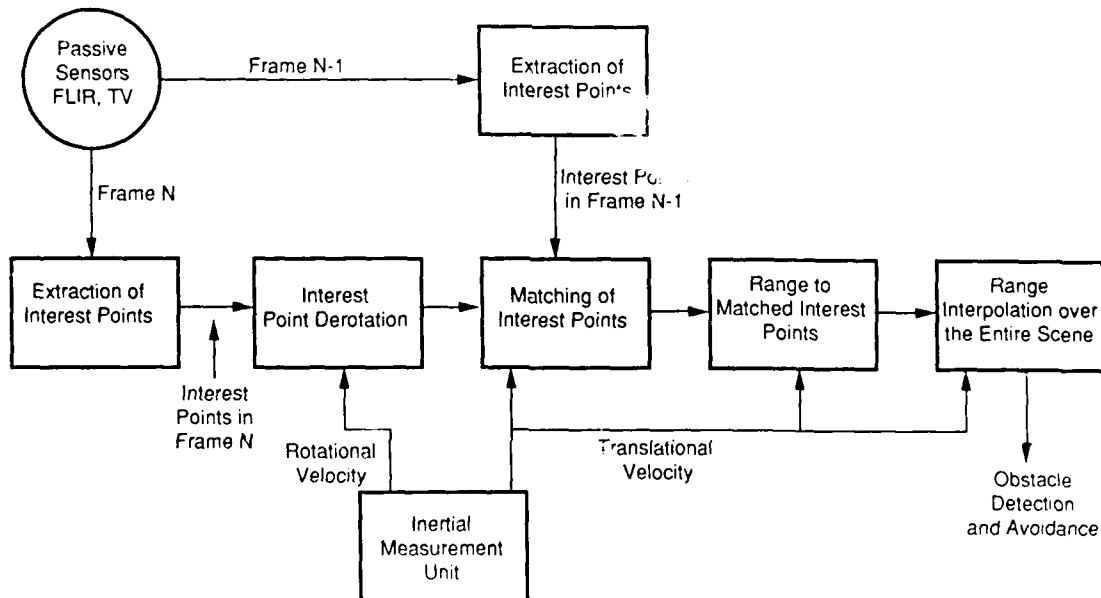 Passive
Sensors
FLIR, TV
Frame N-1
Extraction of
Interest Points
Frame N
Interest
in Frame N-1
Extraction of
Interest Points
Interest
Point Derotation
Matching of
Interest Points
Range to
Matched Interest
Points
Range
Interpolation over
the Entire Scene
Interest
Points in
Frame N
Rotational
Velocity
Translational
Velocity
Obstacle
Detection
and Avoidance
Inertial
Measurement
Unit